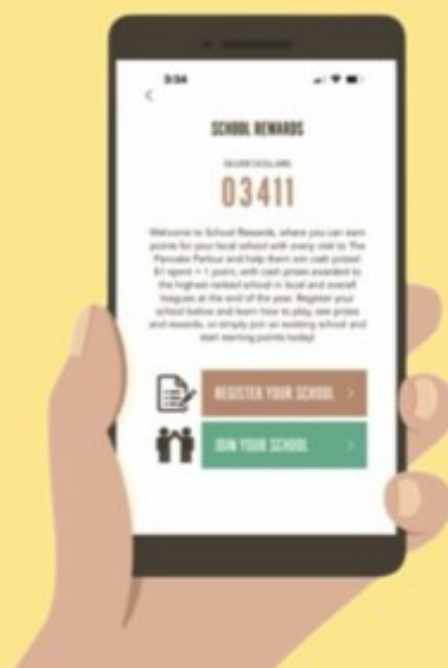 3:34
SCHOOL REWARDS
SILVER DOLLARS
03411
Welcome to School Rewards, where you can earn
points for your local school with every visit to The
Pancake Parlour and help them win cash prizes!
$1 spent = 1 point, with cash prizes awarded to
the highest ranked school in local and overall
leagues at the end of the year. Register your
school below and learn how to play, see prizes
and rewards, or simply join an existing school and
start earning points today!
REGISTER YOUR SCHOOL
JOIN YOUR SCHOOL